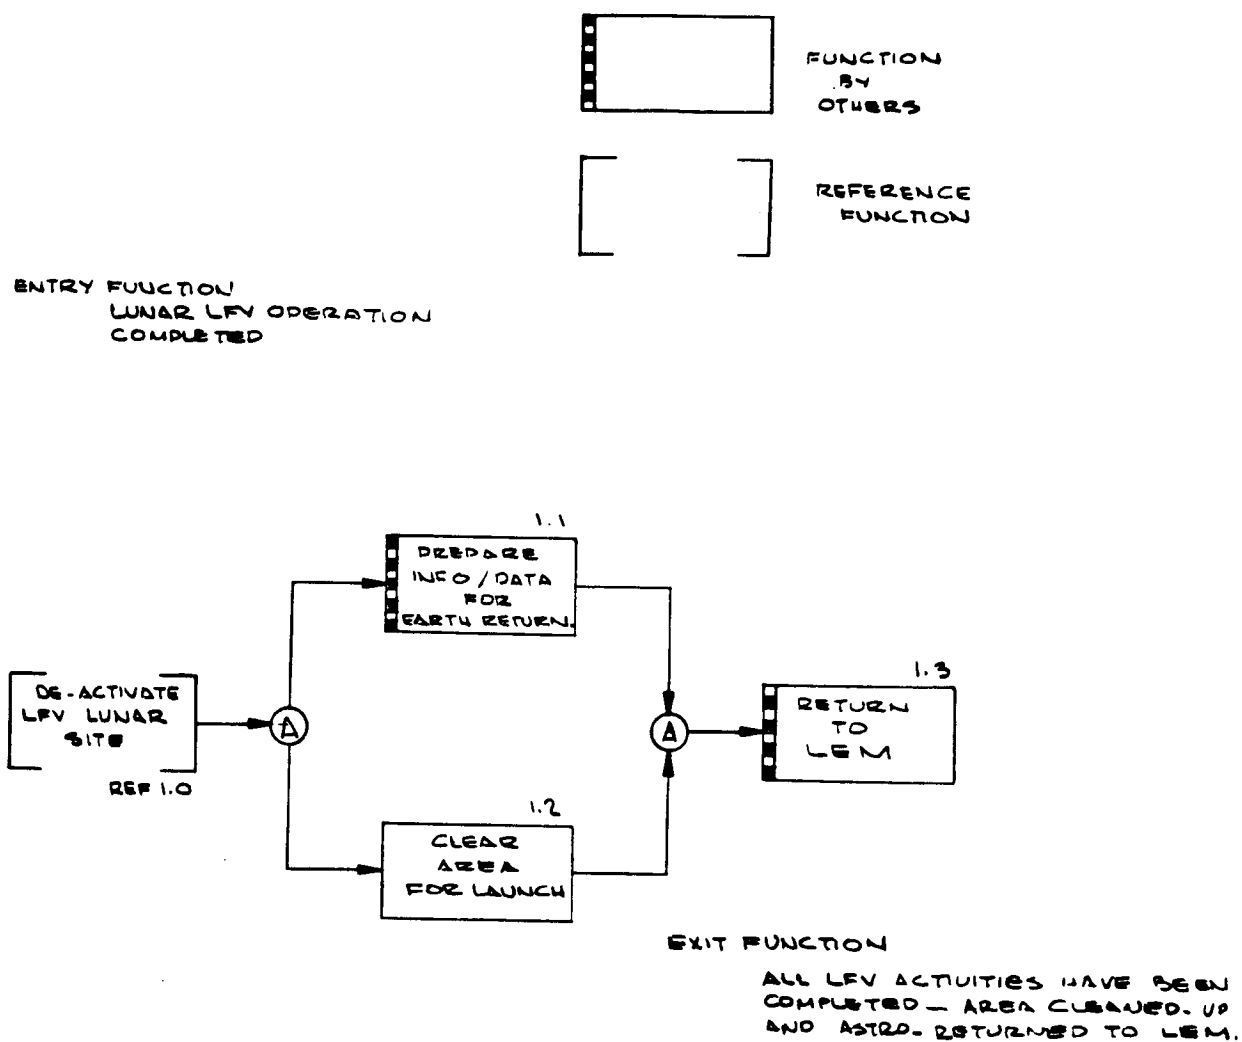 FUNCTION
BY
OTHERS
REFERENCE
FUNCTION
ENTRY FUNCTION
LUNAR LFV OPERATION
COMPLETED
1.1
PREPARE
INFO/DATA
FOR
EARTH RETURN.
DE-ACTIVATE
LFV LUNAR
SITE
REF 1.0
A
A
1.3
RETURN
TO
LEM
1.2
CLEAR
AREA
FOR LAUNCH
EXIT FUNCTION
ALL LFV ACTIVITIES HAVE BEEN
COMPLETED – AREA CLEANED-UP
AND ASTRO- RETURNED TO LEM.